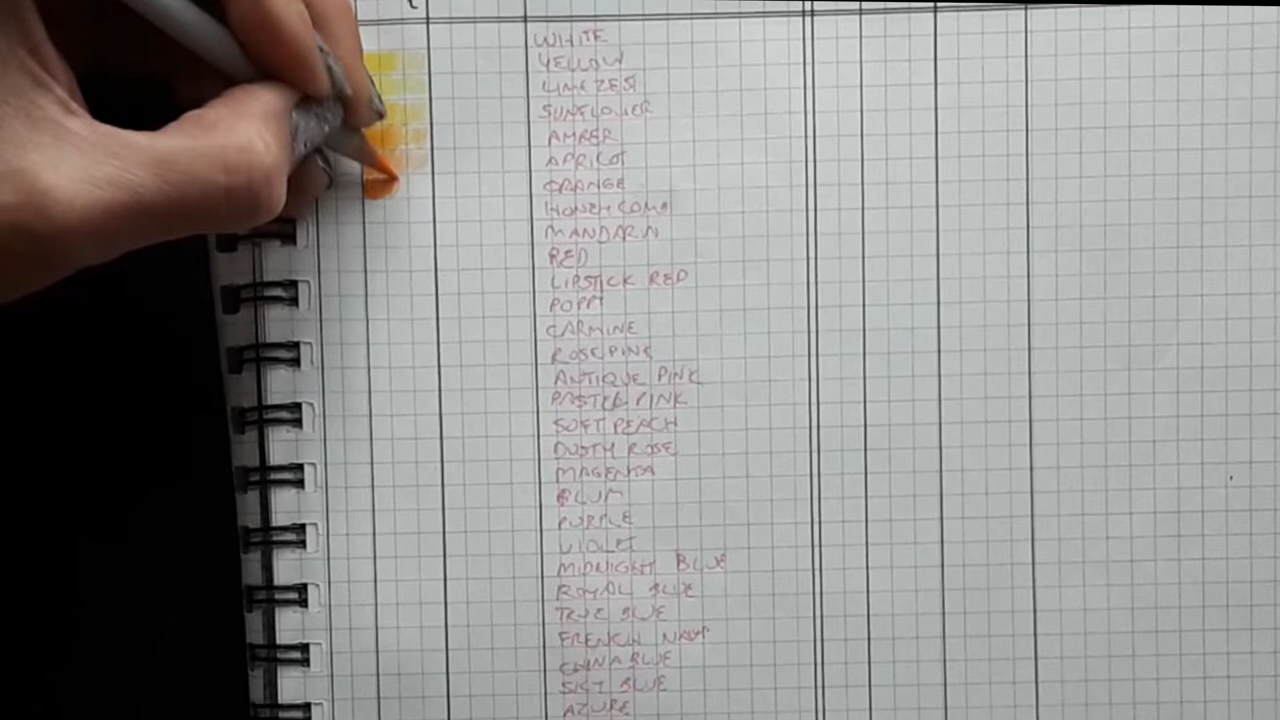 WHITE
YELLOW
LIME ZEST
SUNFLOWER
AMBER
APRICOT
ORANGE
HONEYCOMB
MANDARIN
RED
LIPSTICK RED
POPPY
CARMINE
ROSE PINK
ANTIQUE PINK
PASTEL PINK
SOFT PEACH
DUSTY ROSE
MAGENTA
PLUM
PURPLE
VIOLET
MIDNIGHT BLUE
ROYAL BLUE
TRUE BLUE
FRENCH NAVY
CHINA BLUE
BLUE
AZURE